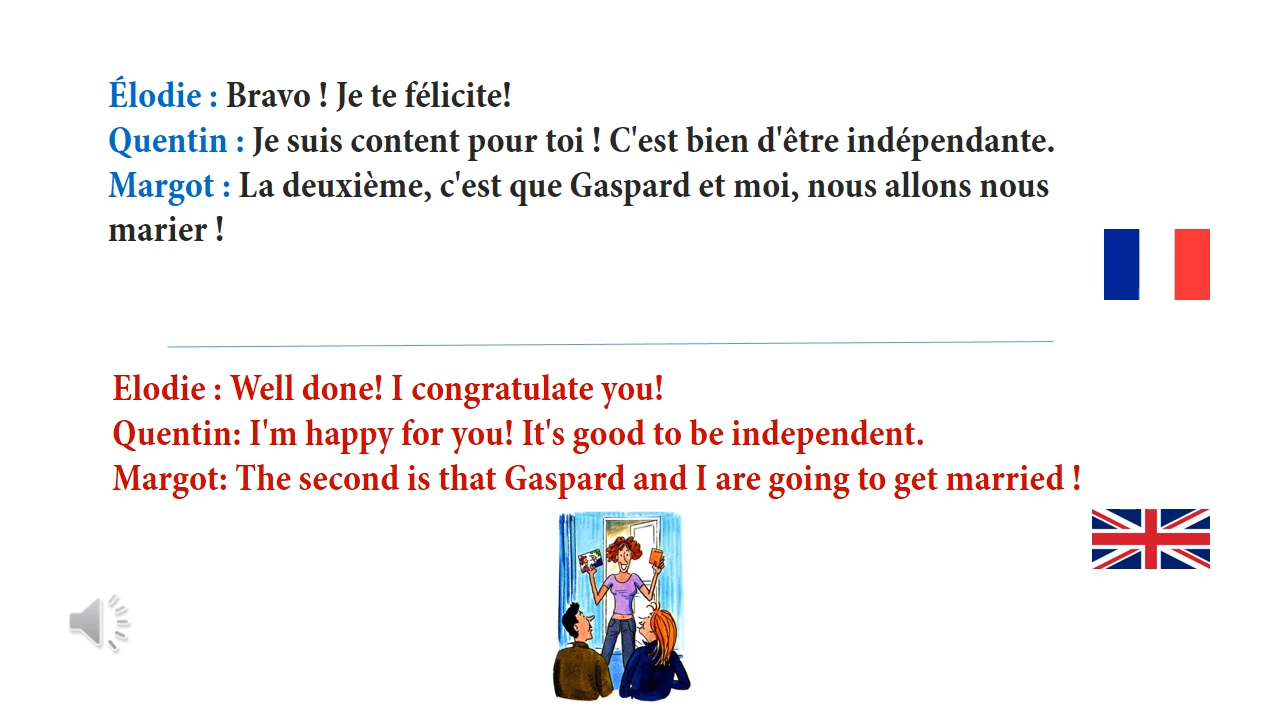 Élodie : Bravo ! Je te félicite!
Quentin : Je suis content pour toi ! C'est bien d'être indépendante.
Margot : La deuxième, c'est que Gaspard et moi, nous allons nous
marier !
Elodie : Well done! I congratulate you!
Quentin: I'm happy for you! It's good to be independent.
Margot: The second is that Gaspard and I are going to get married !